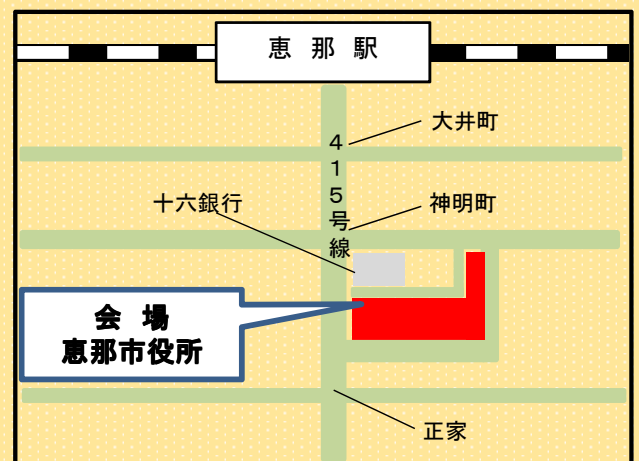 恵 那 駅
大井町
415号線
十六銀行
神明町
会 場
恵那市役所
正家